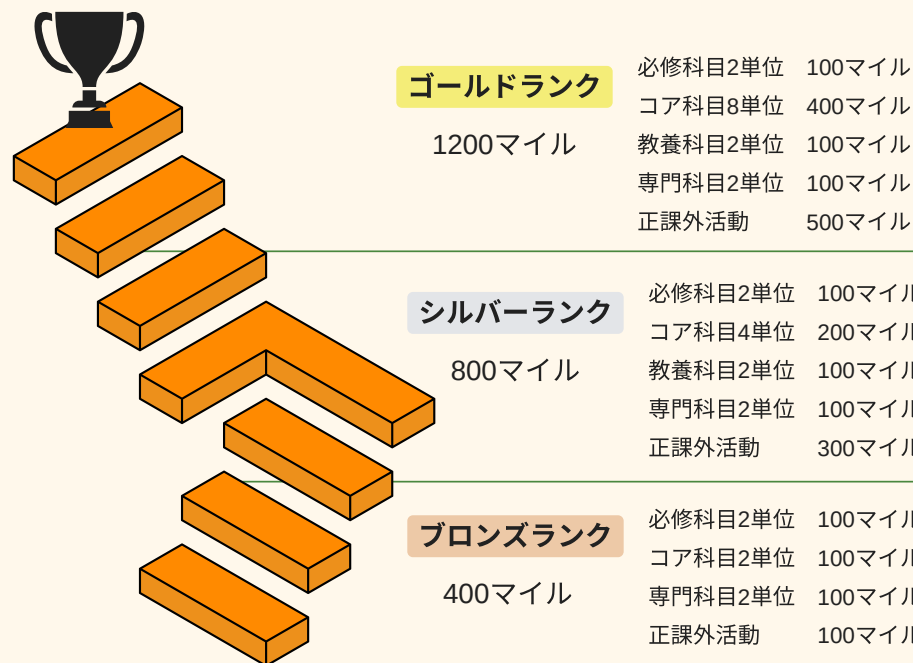 ゴールドランク
1200マイル
必修科目2単位 100マイル
コア科目8単位 400マイル
教養科目2単位 100マイル
専門科目2単位 100マイル
正課外活動 500マイル
シルバーランク
800マイル
必修科目2単位 100マイル
コア科目4単位 200マイル
教養科目2単位 100マイル
専門科目2単位 100マイル
正課外活動 300マイル
ブロンズランク
400マイル
必修科目2単位 100マイル
コア科目2単位 100マイル
専門科目2単位 100マイル
正課外活動 100マイル